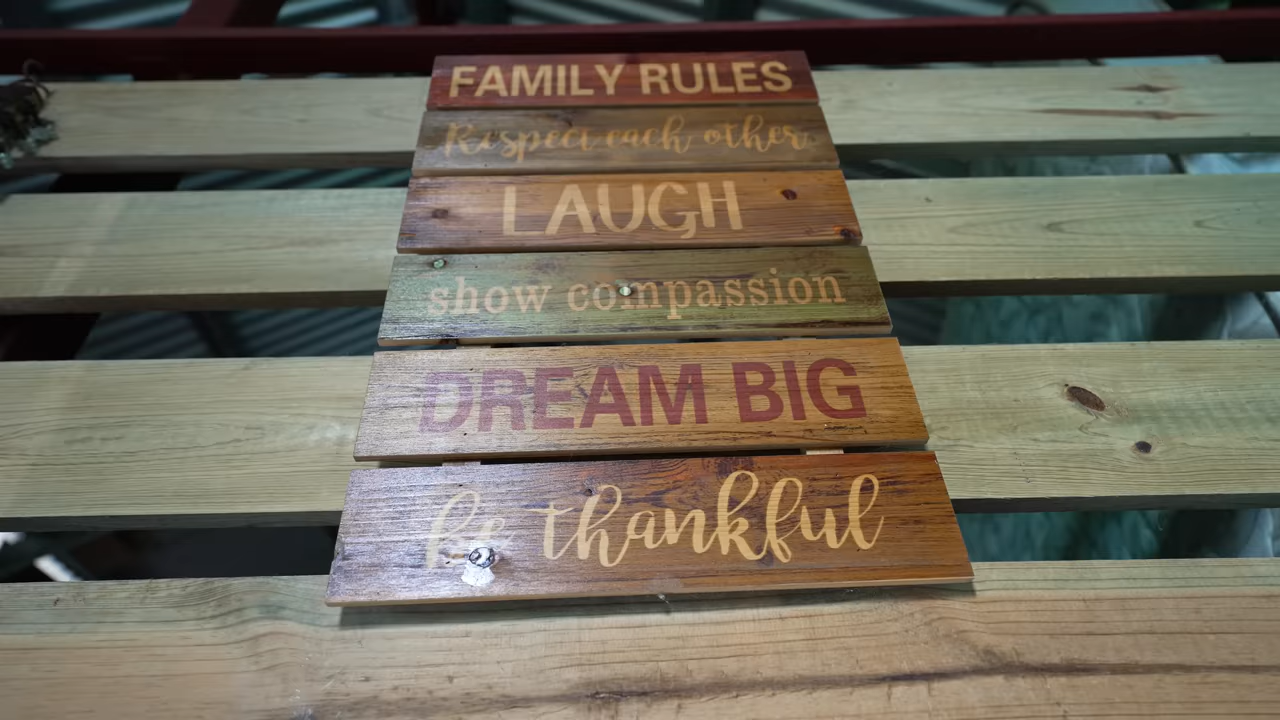 FAMILY RULES
Respect each other
LAUGH
show compassion
DREAM BIG
Be thankful